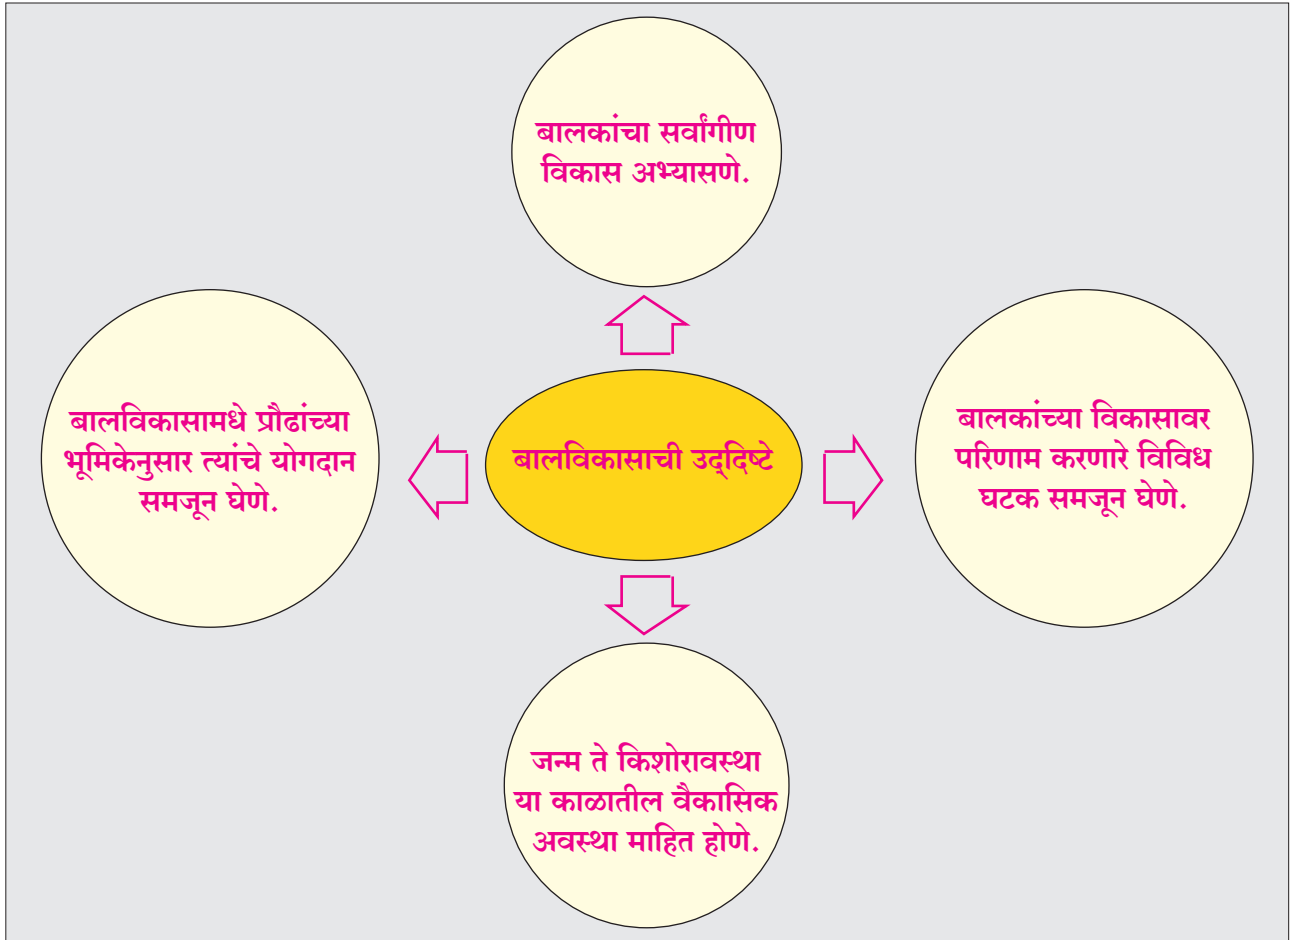 बालकांचा सर्वांगीण
विकास अभ्यासणे.
बालविकासामधे प्रौढांच्या
भूमिकेनुसार त्यांचे योगदान
समजून घेणे.
बालविकासाची उद्‌दिष्टे
बालकांच्या विकासावर
परिणाम करणारे विविध
घटक समजून घेणे.
जन्म ते किशोरावस्था
या काळातील वैकासिक
अवस्था माहित होणे.